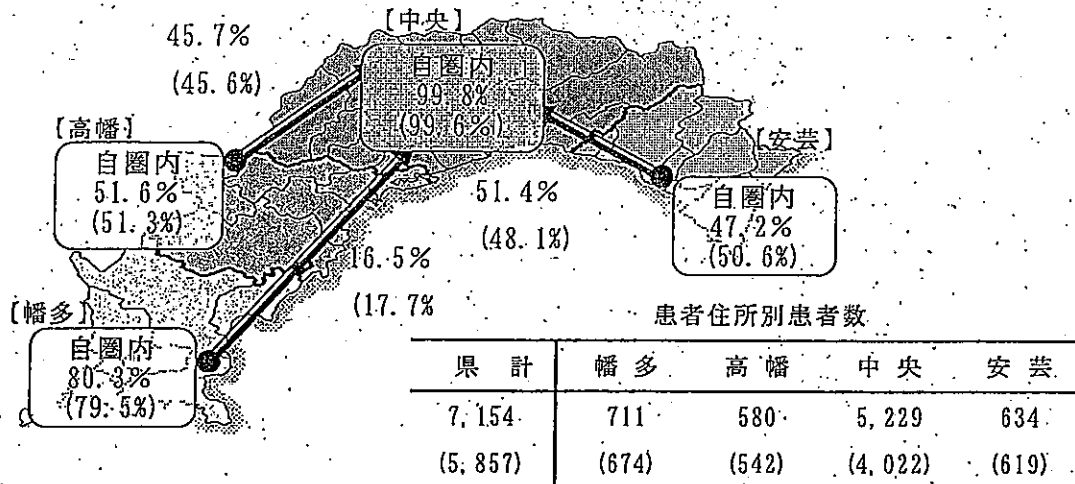 【中央】
45.7%
(45.6%)
自圏内
99.8%
(99.6%)
【高幡】
自圏内
51.6%
(51.3%)
【安芸】
自圏内
47.2%
(50.6%)
51.4%
(48.1%)
16.5%
(17.7%
【幡多】
自圏内
80.3%
(79.5%)
患者住所別患者数
県計 幡多 高幡 中央 安芸
7,154 711 580 5,229 634
(5,857) (674) (542) (4,022) (619)